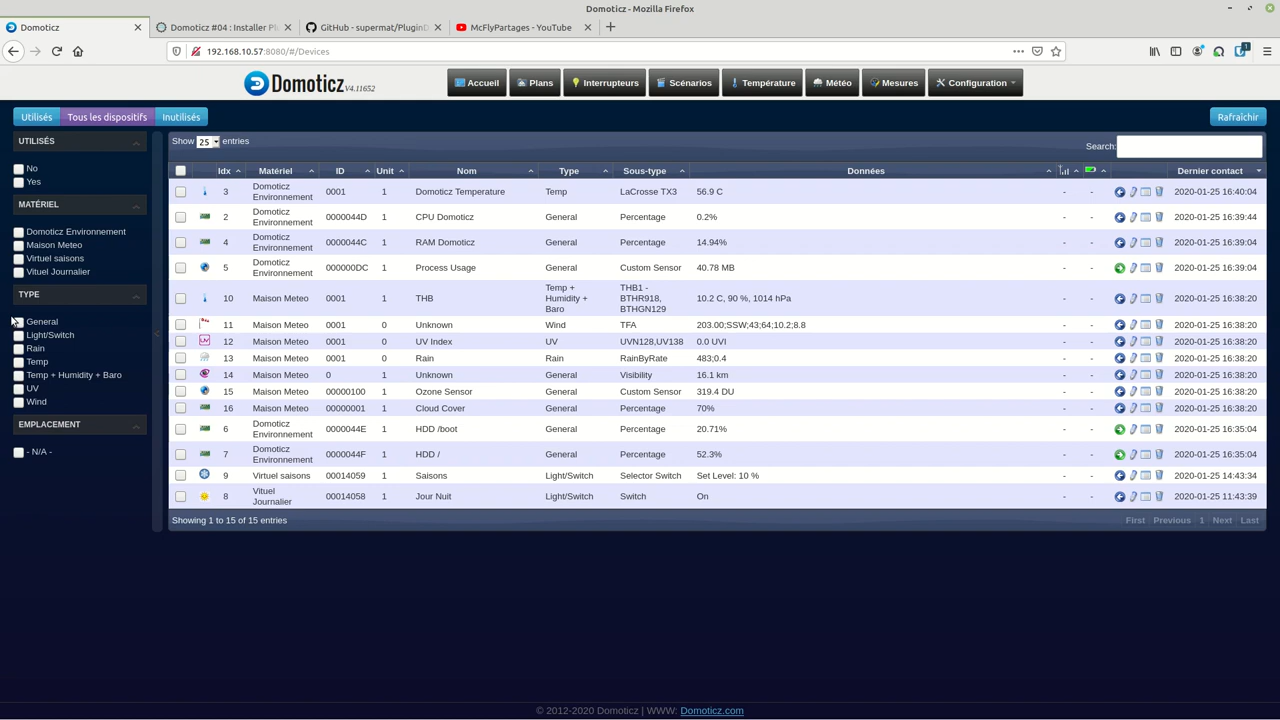 Domoticz - Mozilla Firefox
Domoticz
Domoticz #04 : Installer Pl
GitHub - supermat/PluginD
McFlyPartages - YouTube
192.168.10.57:8080/#/Devices
1
Domoticz V4.11652
Accueil
Plans
Interrupteurs
Scénarios
Température
Météo
Mesures
Configuration
Utilisés
Tous les dispositifs
Inutilisés
Rafraîchir
UTILISÉS
No
Yes
MATÉRIEL
Domoticz Environnement
Maison Meteo
Virtuel saisons
Vituel Journalier
TYPE
General
Light/Switch
Rain
Temp
Temp + Humidity + Baro
UV
Wind
EMPLACEMENT
- N/A -
Show 25 entries
Search:
Idx Matériel ID Unit Nom Type Sous-type Données Dernier contact
3 Domoticz Environnement 0001 1 Domoticz Temperature Temp LaCrosse TX3 56.9 C - - 2020-01-25 16:40:04
2 Domoticz Environnement 0000044D 1 CPU Domoticz General Percentage 0.2% - - 2020-01-25 16:39:44
4 Domoticz Environnement 0000044C 1 RAM Domoticz General Percentage 14.94% - - 2020-01-25 16:39:04
5 Domoticz Environnement 000000DC 1 Process Usage General Custom Sensor 40.78 MB - - 2020-01-25 16:39:04
10 Maison Meteo 0001 1 THB Temp + Humidity + Baro THB1 - BTHR918, BTHGN129 10.2 C, 90 %, 1014 hPa - - 2020-01-25 16:38:20
11 Maison Meteo 0001 0 Unknown Wind TFA 203.00;SSW;43;64;10.2;8.8 - - 2020-01-25 16:38:20
12 Maison Meteo 0001 0 UV Index UV UVN128,UV138 0.0 UVI - - 2020-01-25 16:38:20
13 Maison Meteo 0001 0 Rain Rain RainByRate 483;0.4 - - 2020-01-25 16:38:20
14 Maison Meteo 0 1 Unknown General Visibility 16.1 km - - 2020-01-25 16:38:20
15 Maison Meteo 00000100 1 Ozone Sensor General Custom Sensor 319.4 DU - - 2020-01-25 16:38:20
16 Maison Meteo 00000001 1 Cloud Cover General Percentage 70% - - 2020-01-25 16:38:20
6 Domoticz Environnement 0000044E 1 HDD /boot General Percentage 20.71% - - 2020-01-25 16:35:04
7 Domoticz Environnement 0000044F 1 HDD / General Percentage 52.3% - - 2020-01-25 16:35:04
9 Virtuel saisons 00014059 1 Saisons Light/Switch Selector Switch Set Level: 10 % - - 2020-01-25 14:43:34
8 Vituel Journalier 00014058 1 Jour Nuit Light/Switch Switch On - - 2020-01-25 11:43:39
Showing 1 to 15 of 15 entries
First Previous 1 Next Last
© 2012-2020 Domoticz | WWW: Domoticz.com